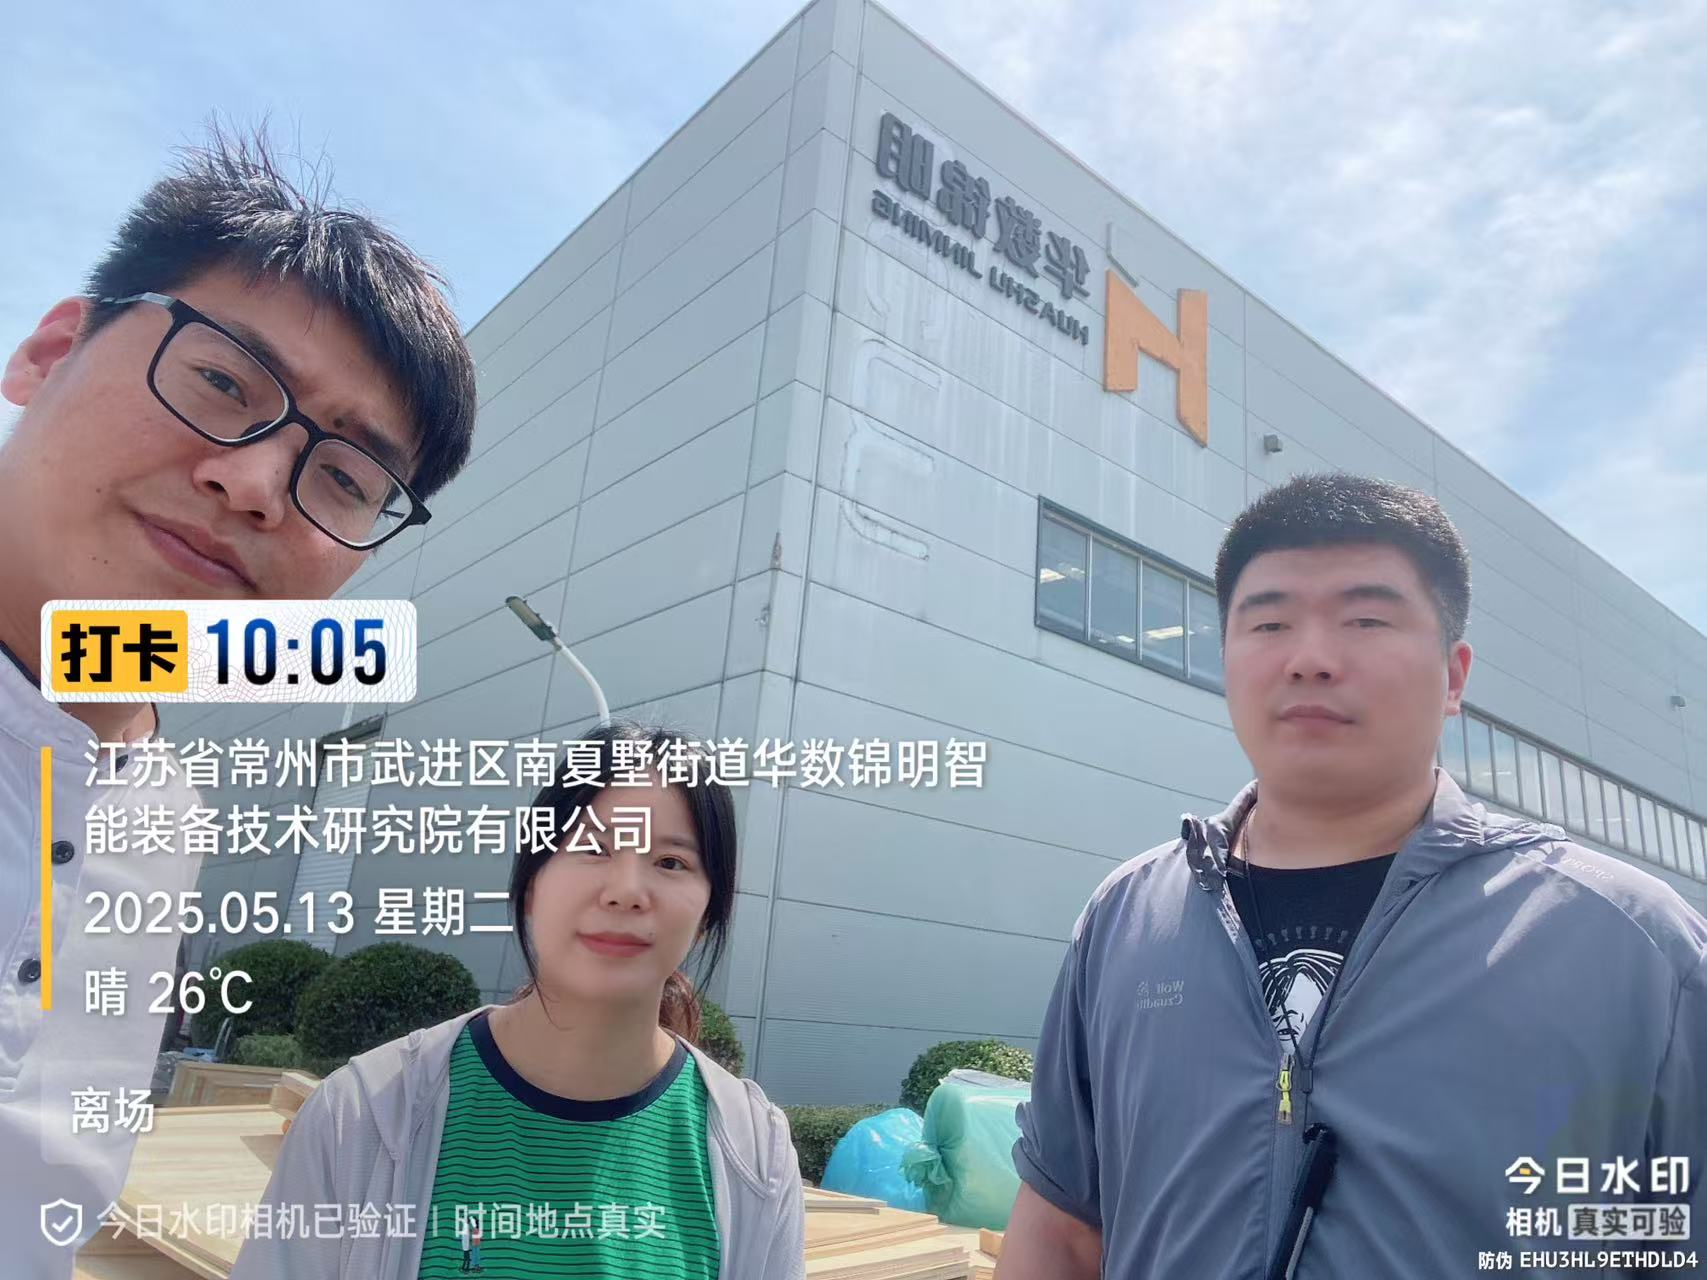 华数锦明
HUASHU JINMING
打卡 10:05
江苏省常州市武进区南夏墅街道华数锦明智
能装备技术研究院有限公司
2025.05.13 星期二
晴 26℃
离场
今日水印相机已验证 | 时间地点真实
今日水印
相机 真实可验
防伪 EHU3HL9ETHDLD4